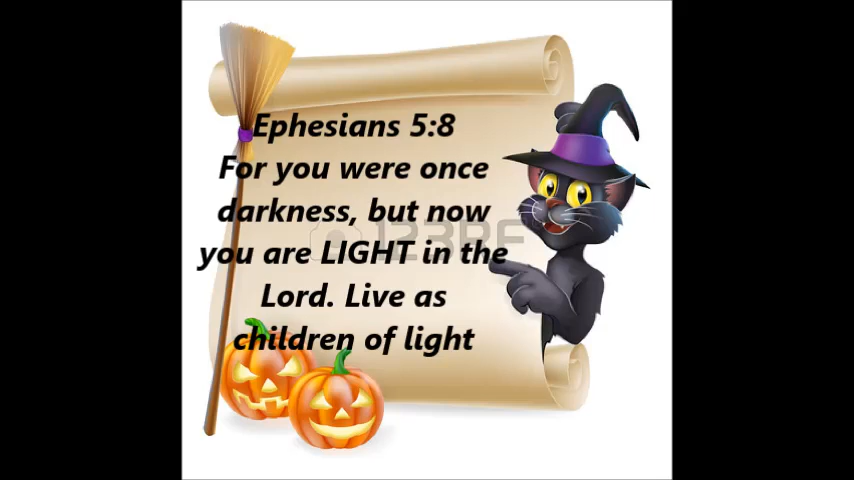 Ephesians 5:8
For you were once
darkness, but now
you are LIGHT in the
Lord. Live as
children of light
123RF